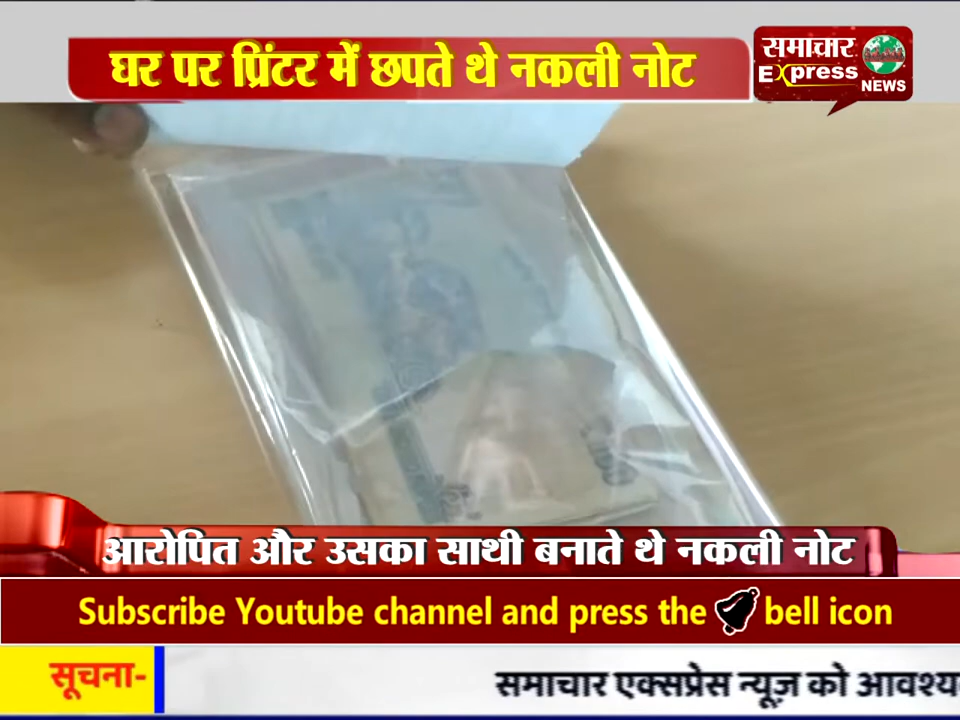 घर पर प्रिंटर में छपते थे नकली नोट
समाचार
Express
NEWS
आरोपित और उसका साथी बनाते थे नकली नोट
Subscribe Youtube channel and press the bell icon
सूचना-
समाचार एक्सप्रेस न्यूज़ को